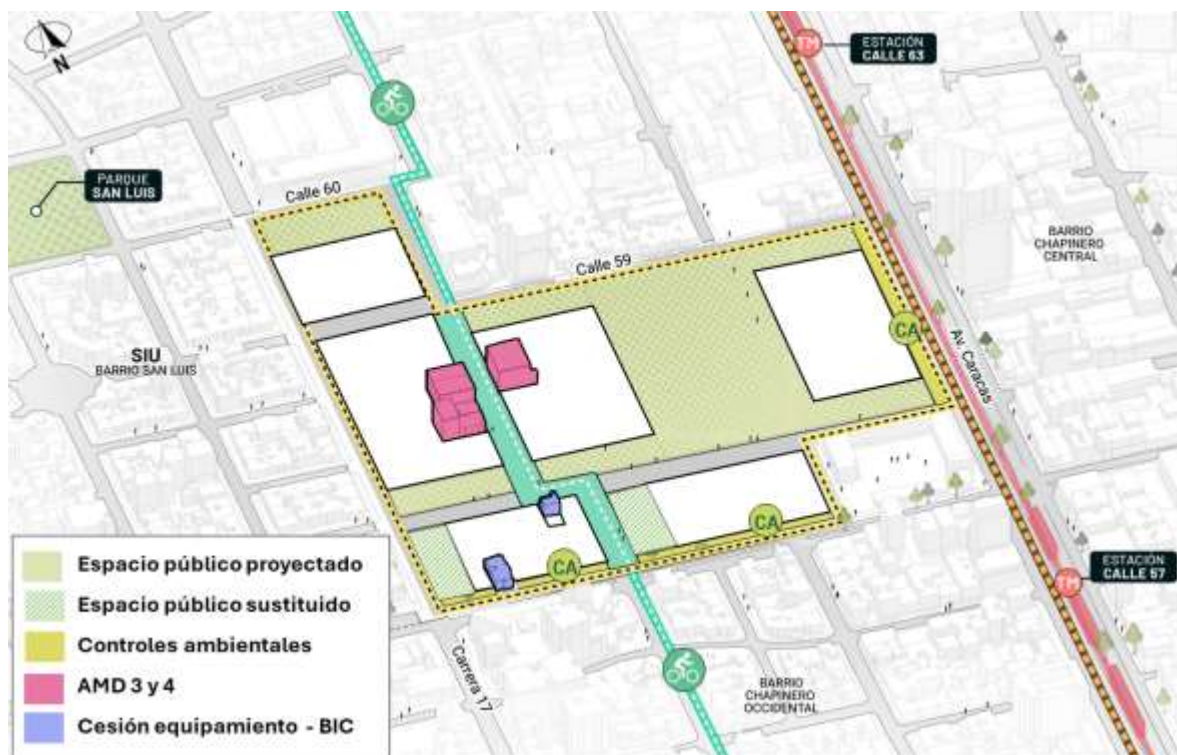 N
TM
ESTACIÓN
CALLE 63
PARQUE
SAN LUIS
Calle 60
BARRIO
CHAPINERO
CENTRAL
Calle 59
CA
Av. Caracas
SIU
BARRIO SAN LUIS
CA
CA
ESTACIÓN
CALLE 57
TM
Carrera 17
BARRIO
CHAPINERO
OCCIDENTAL
Espacio público proyectado
Espacio público sustituido
Controles ambientales
AMD 3 y 4
Cesión equipamiento - BIC